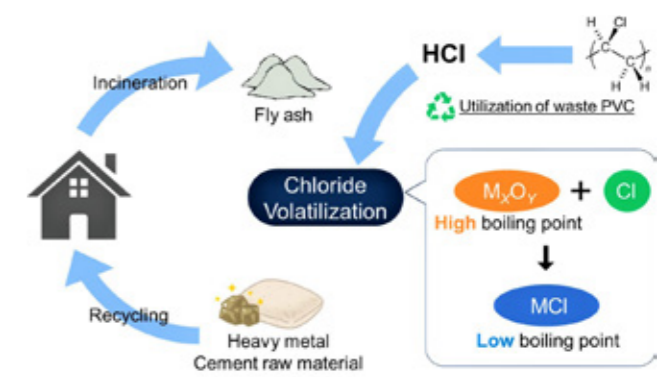 Incineration
Fly ash
HCl
H Cl
C
C
H
H H
n
Utilization of waste PVC
Chloride
Volatilization
MXOY + Cl
High boiling point
MCl
Low boiling point
Recycling
Heavy metal
Cement raw material